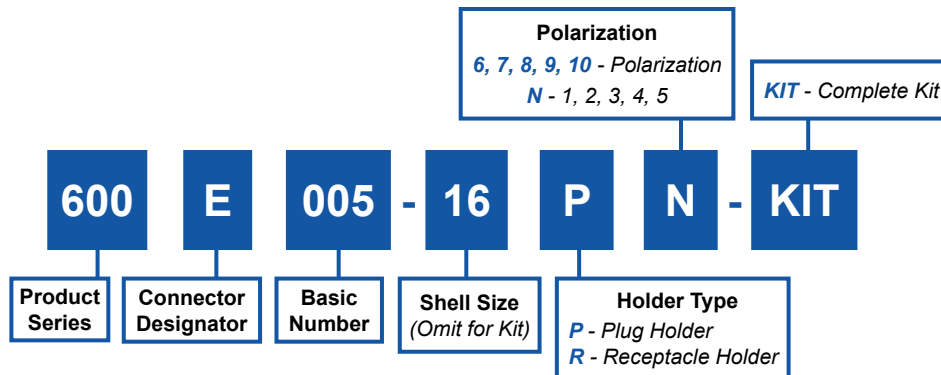 Polarization
6, 7, 8, 9, 10 - Polarization
N - 1, 2, 3, 4, 5
KIT - Complete Kit
600 E 005 - 16 P N - KIT
Product
Series
Connector
Designator
Basic
Number
Shell Size
(Omit for Kit)
Holder Type
P - Plug Holder
R - Receptacle Holder